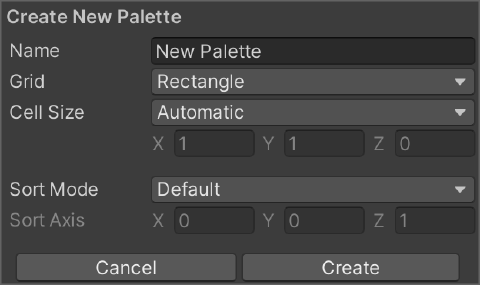 Create New Palette
Name New Palette
Grid Rectangle
Cell Size Automatic
X 1 Y 1 Z 0
Sort Mode Default
Sort Axis X 0 Y 0 Z 1
Cancel Create